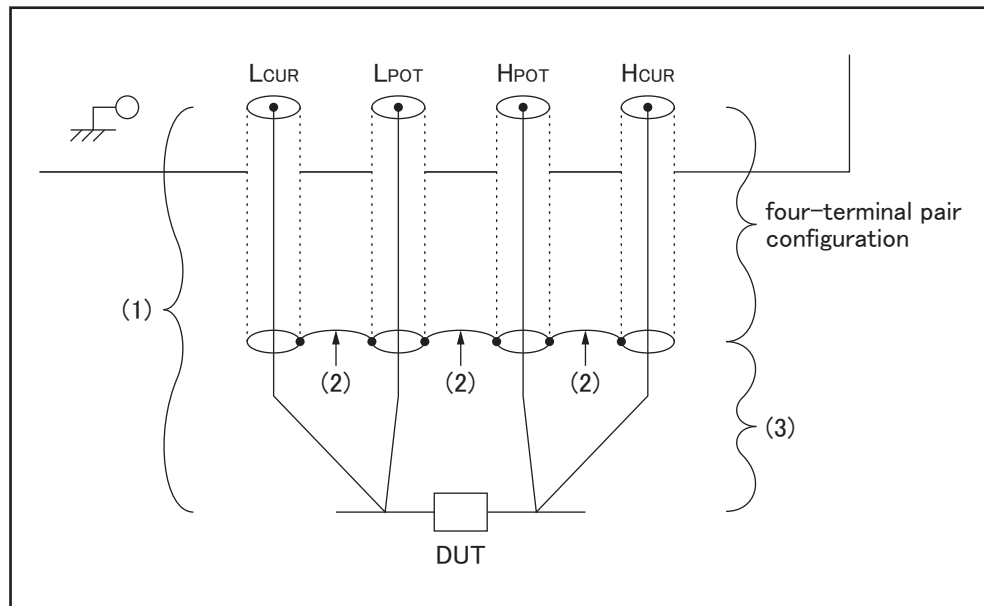 LCUR LPOT HPOT HCUR
four-terminal pair
configuration
(1)
(2) (2) (2)
(3)
DUT